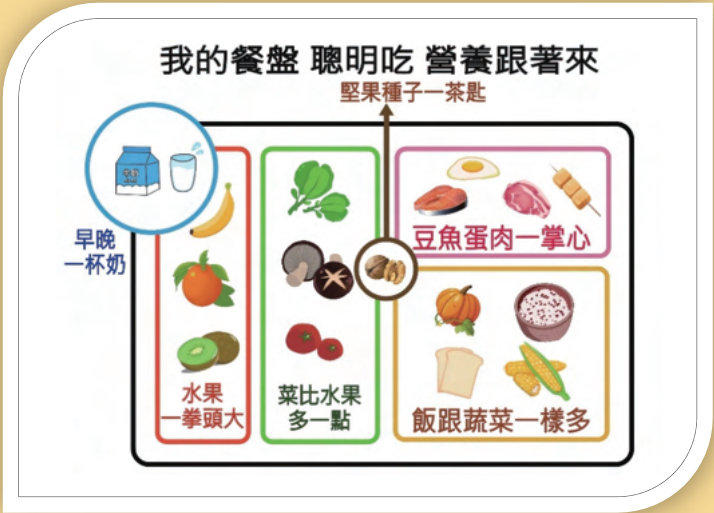 我的餐盤 聰明吃 營養跟著來
堅果種子一茶匙
早晚
一杯奶
水果
一拳頭大
菜比水果
多一點
豆魚蛋肉一掌心
飯跟蔬菜一樣多